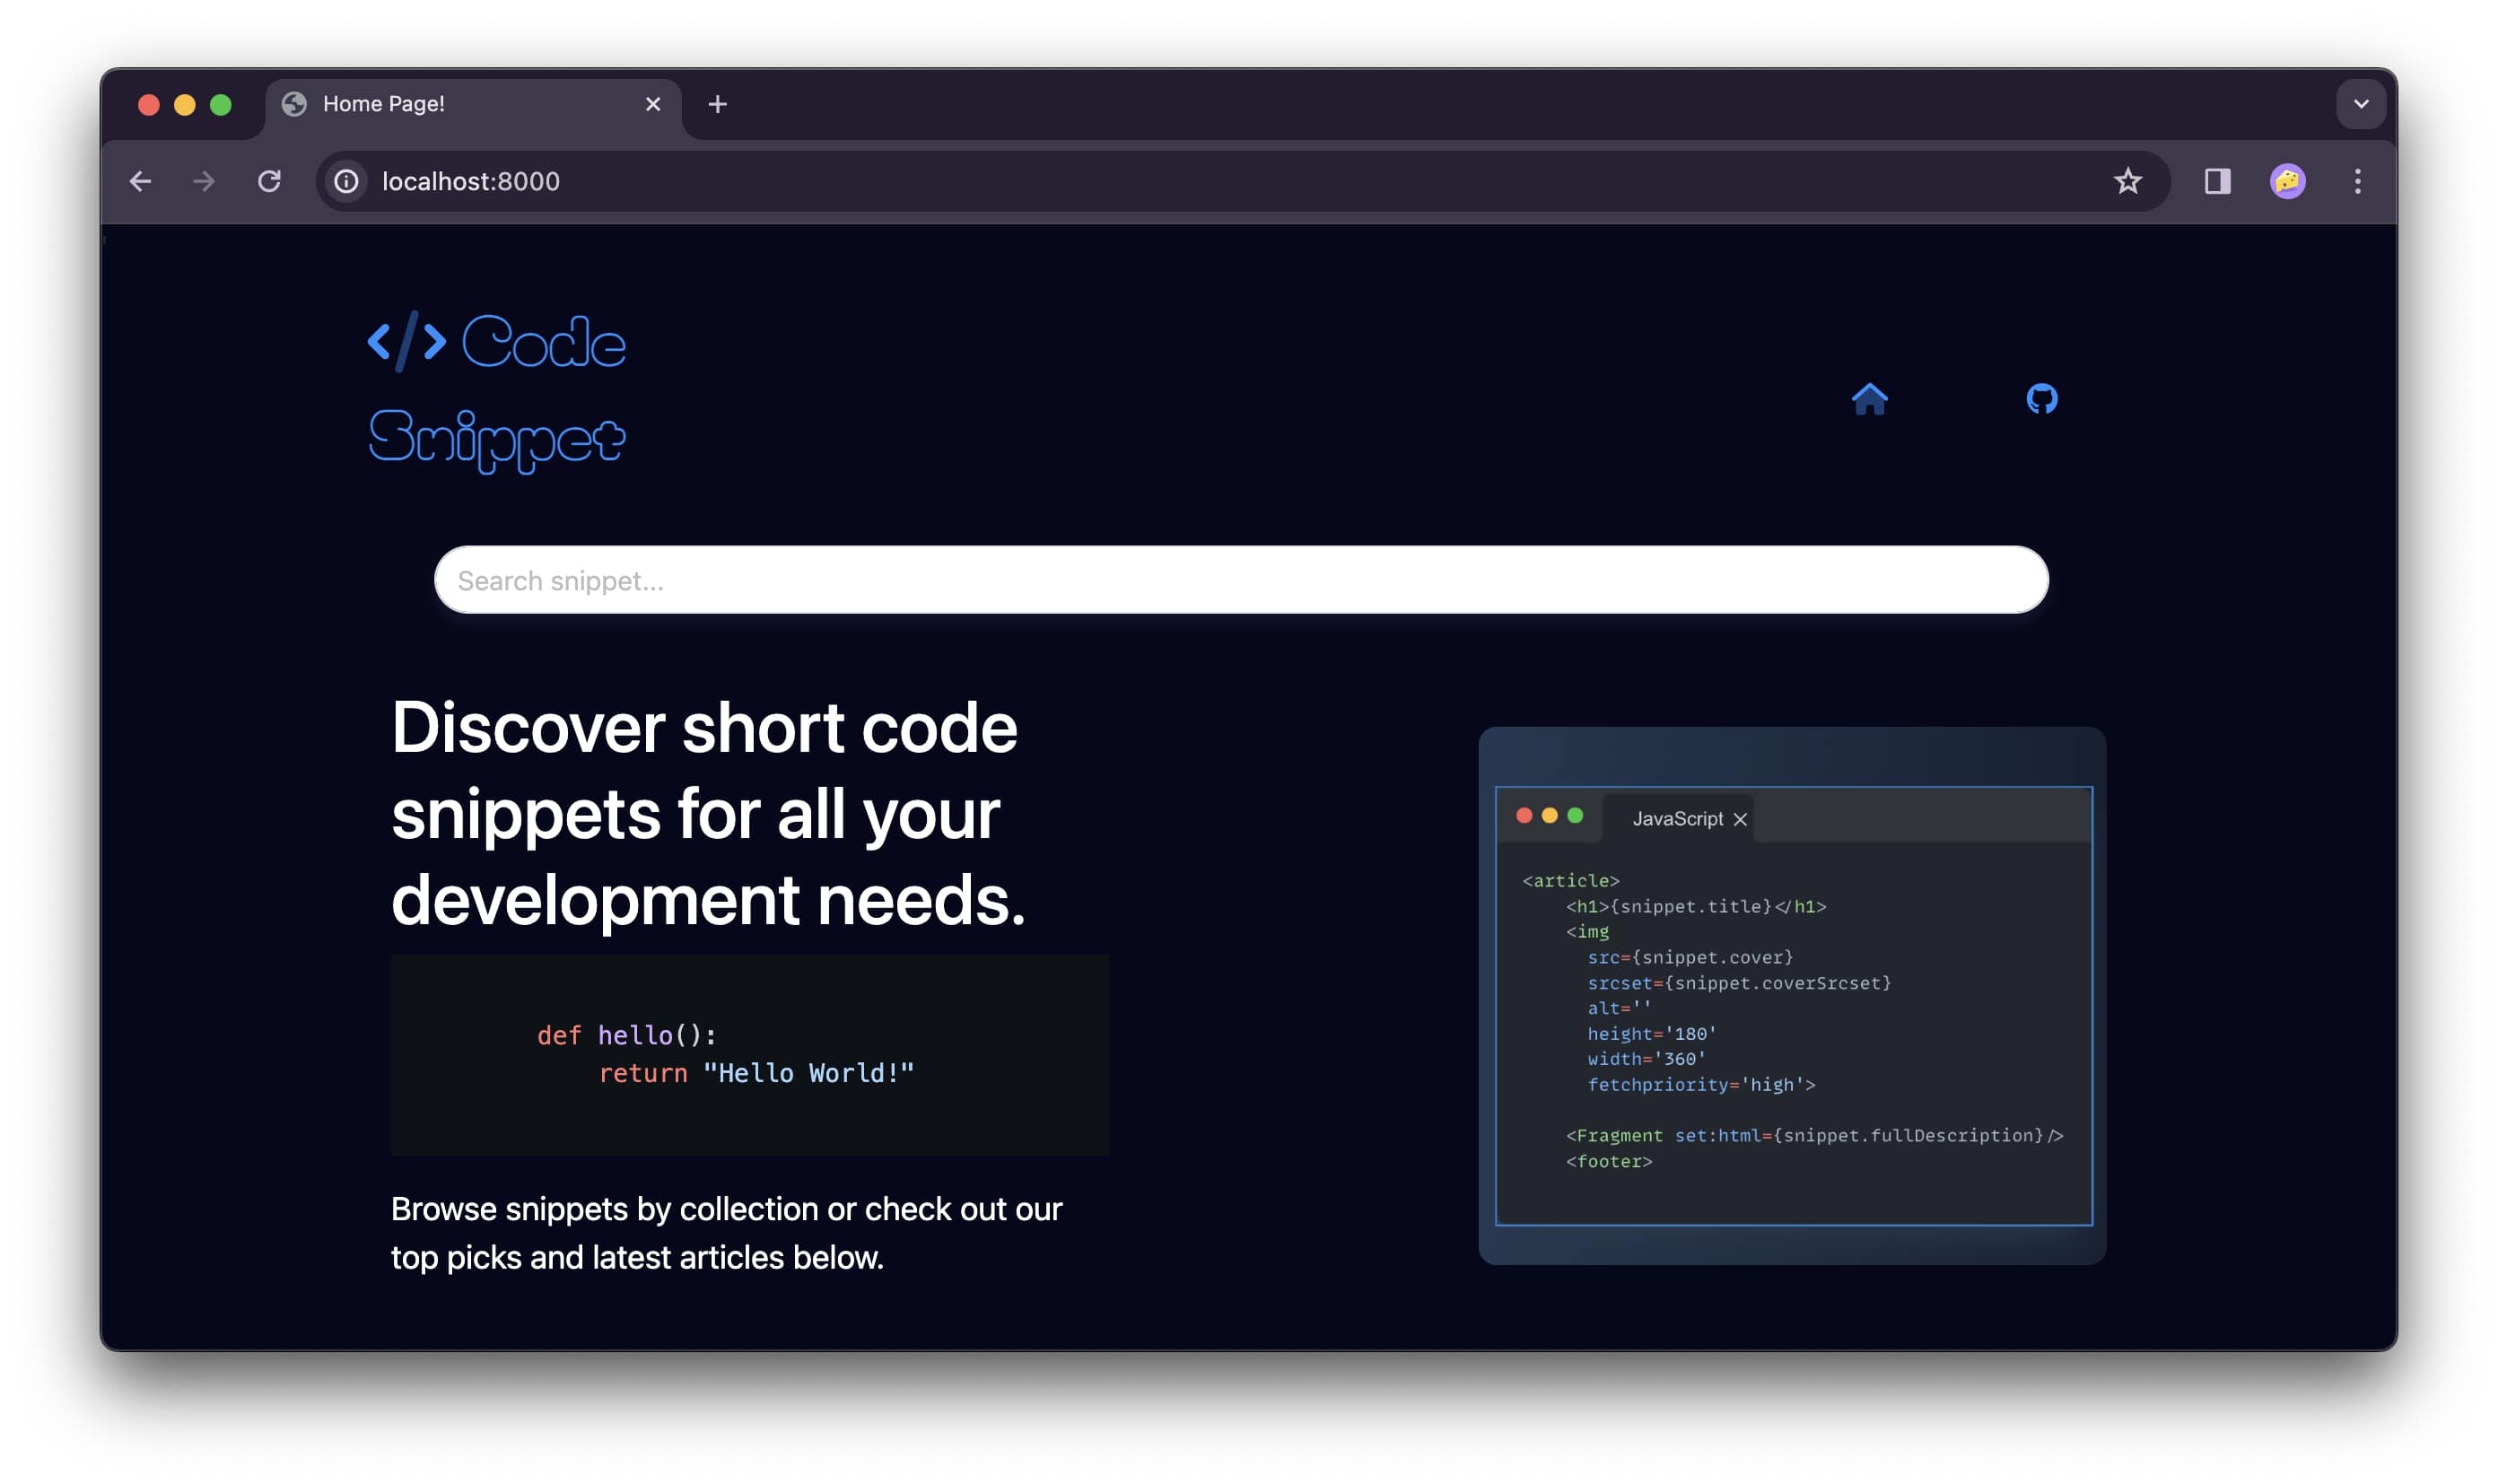 Home Page!
localhost:8000
</> Code
Snippet
Search snippet...
Discover short code
snippets for all your
development needs.
def hello():
    return "Hello World!"
Browse snippets by collection or check out our
top picks and latest articles below.
JavaScript
<article>
    <h1>{snippet.title}</h1>
    <img
      src={snippet.cover}
      srcset={snippet.coverSrcset}
      alt=''
      height='180'
      width='360'
      fetchpriority='high'>
    <Fragment set:html={snippet.fullDescription}/>
    <footer>